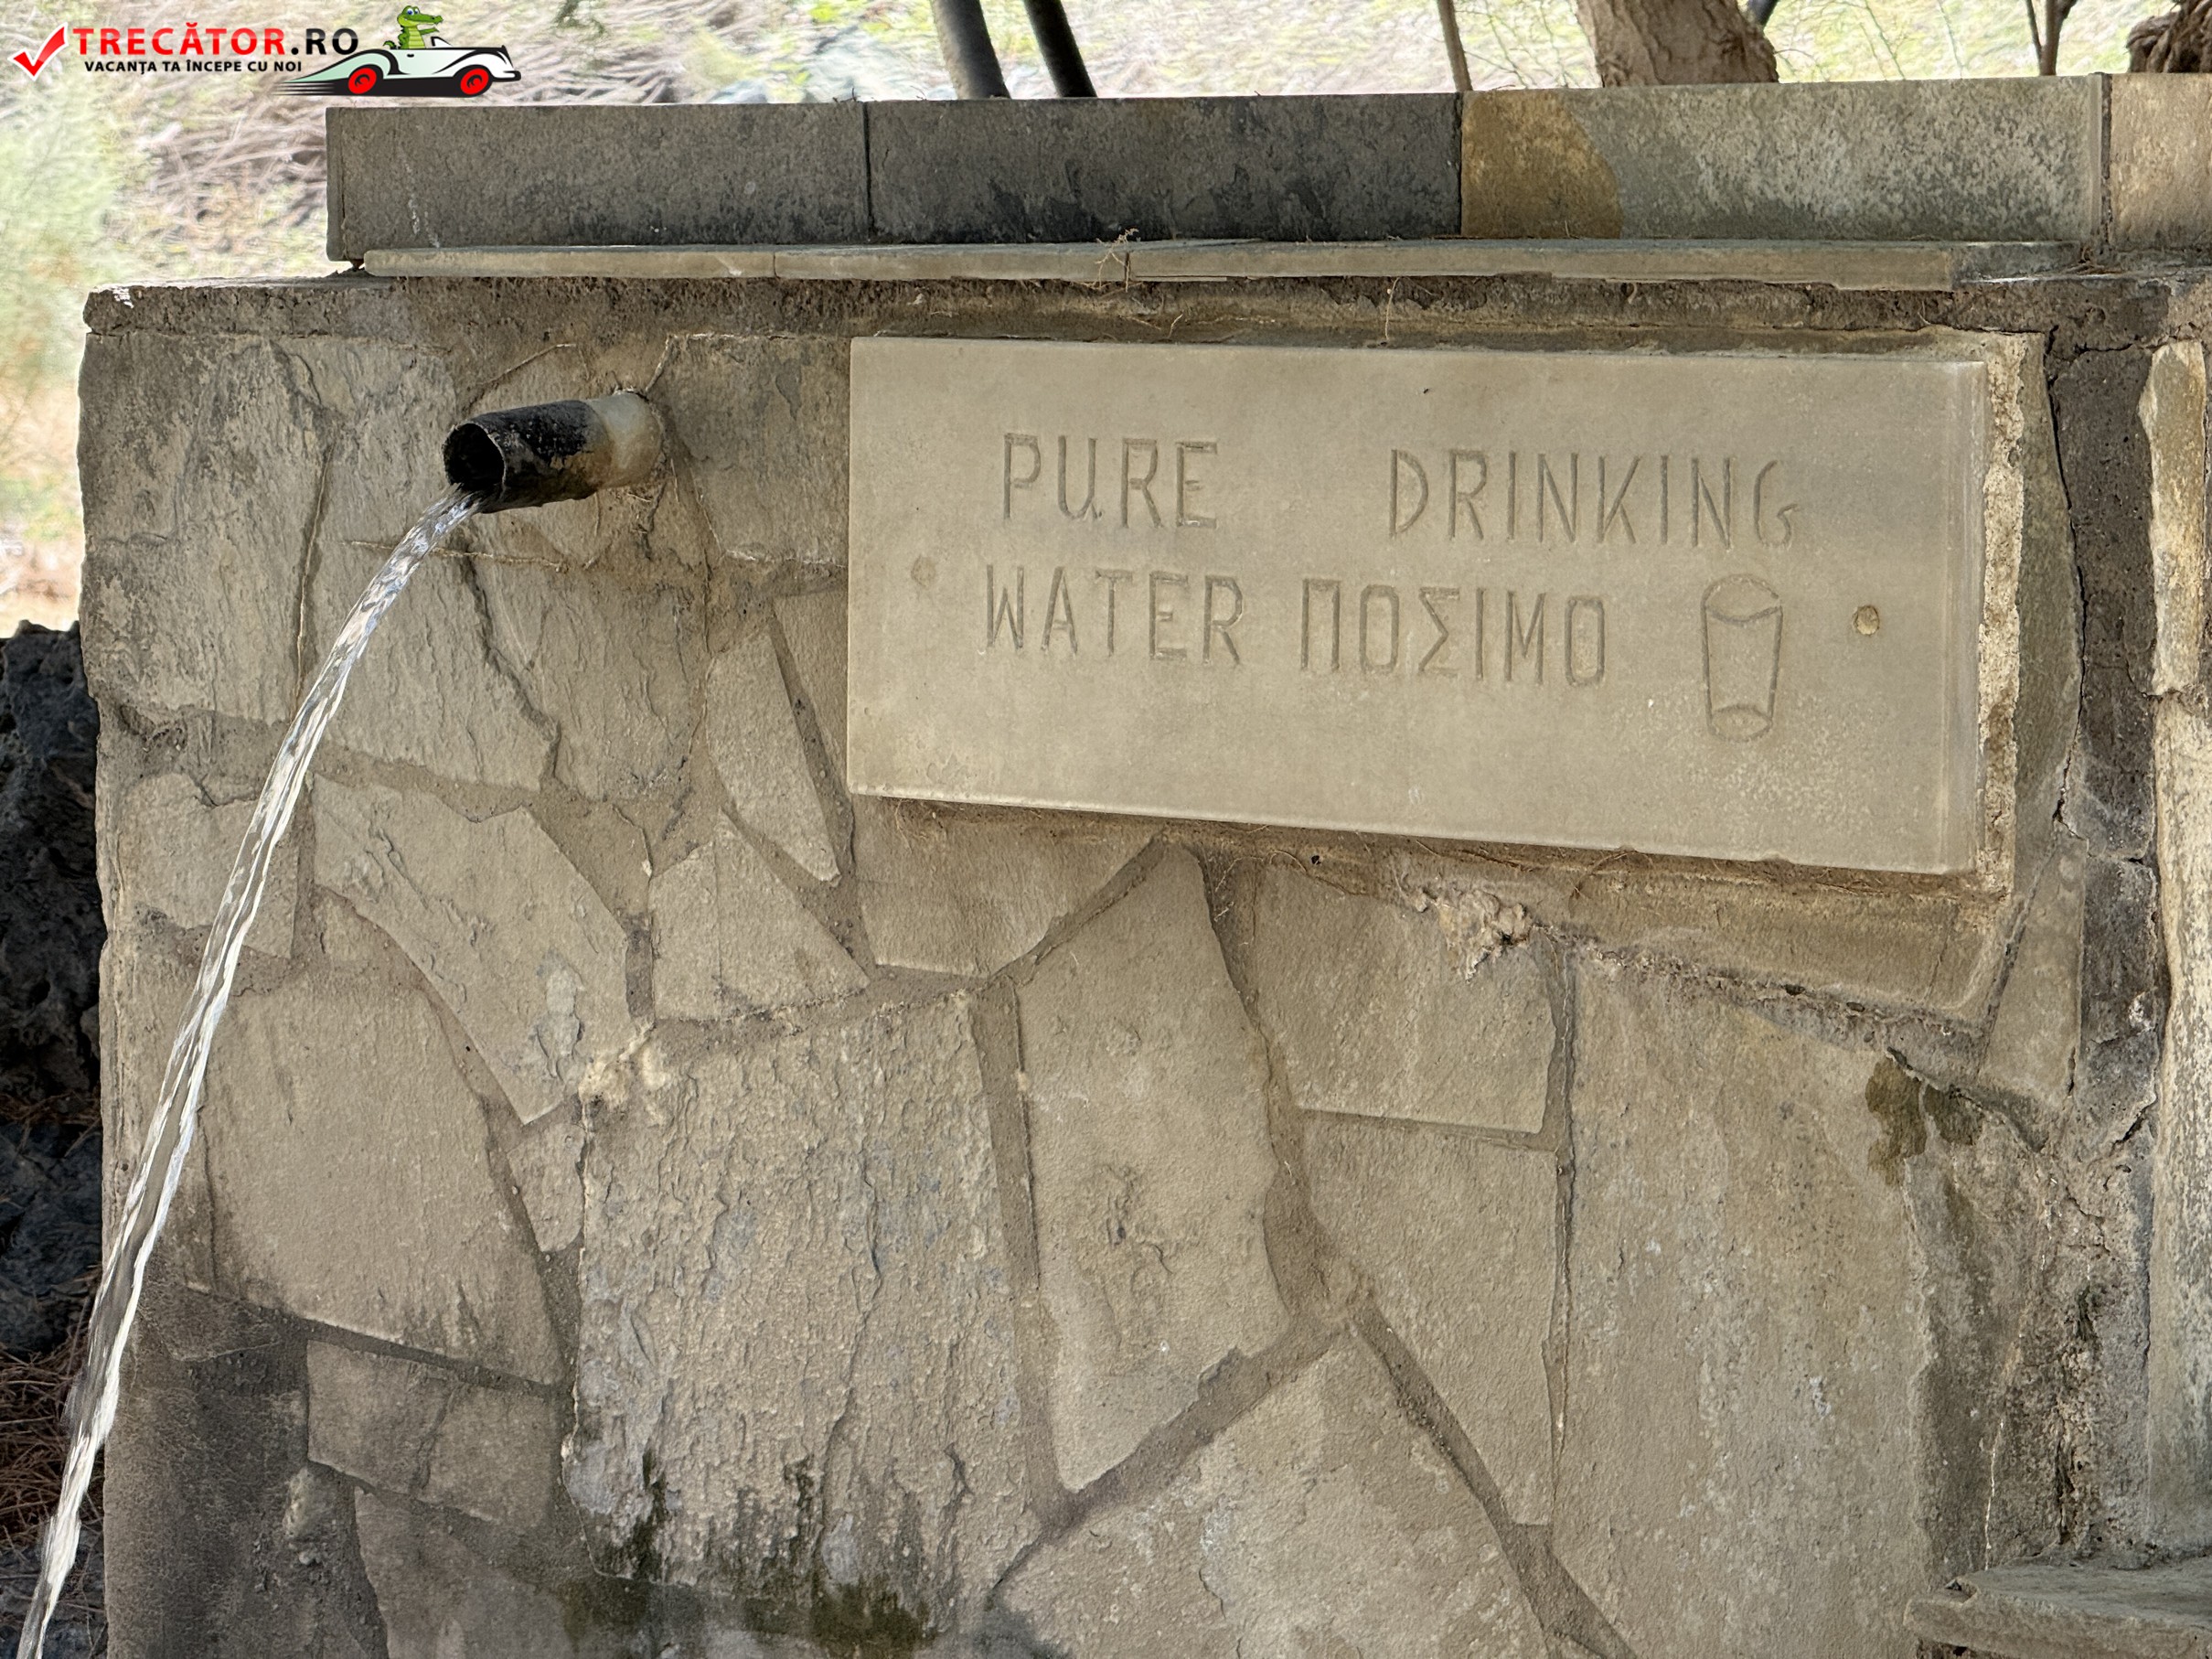 TRECĂTOR.RO
VACANȚA TA ÎNCEPE CU NOI
PURE DRINKING
WATER ΠΟΣΙΜΟ